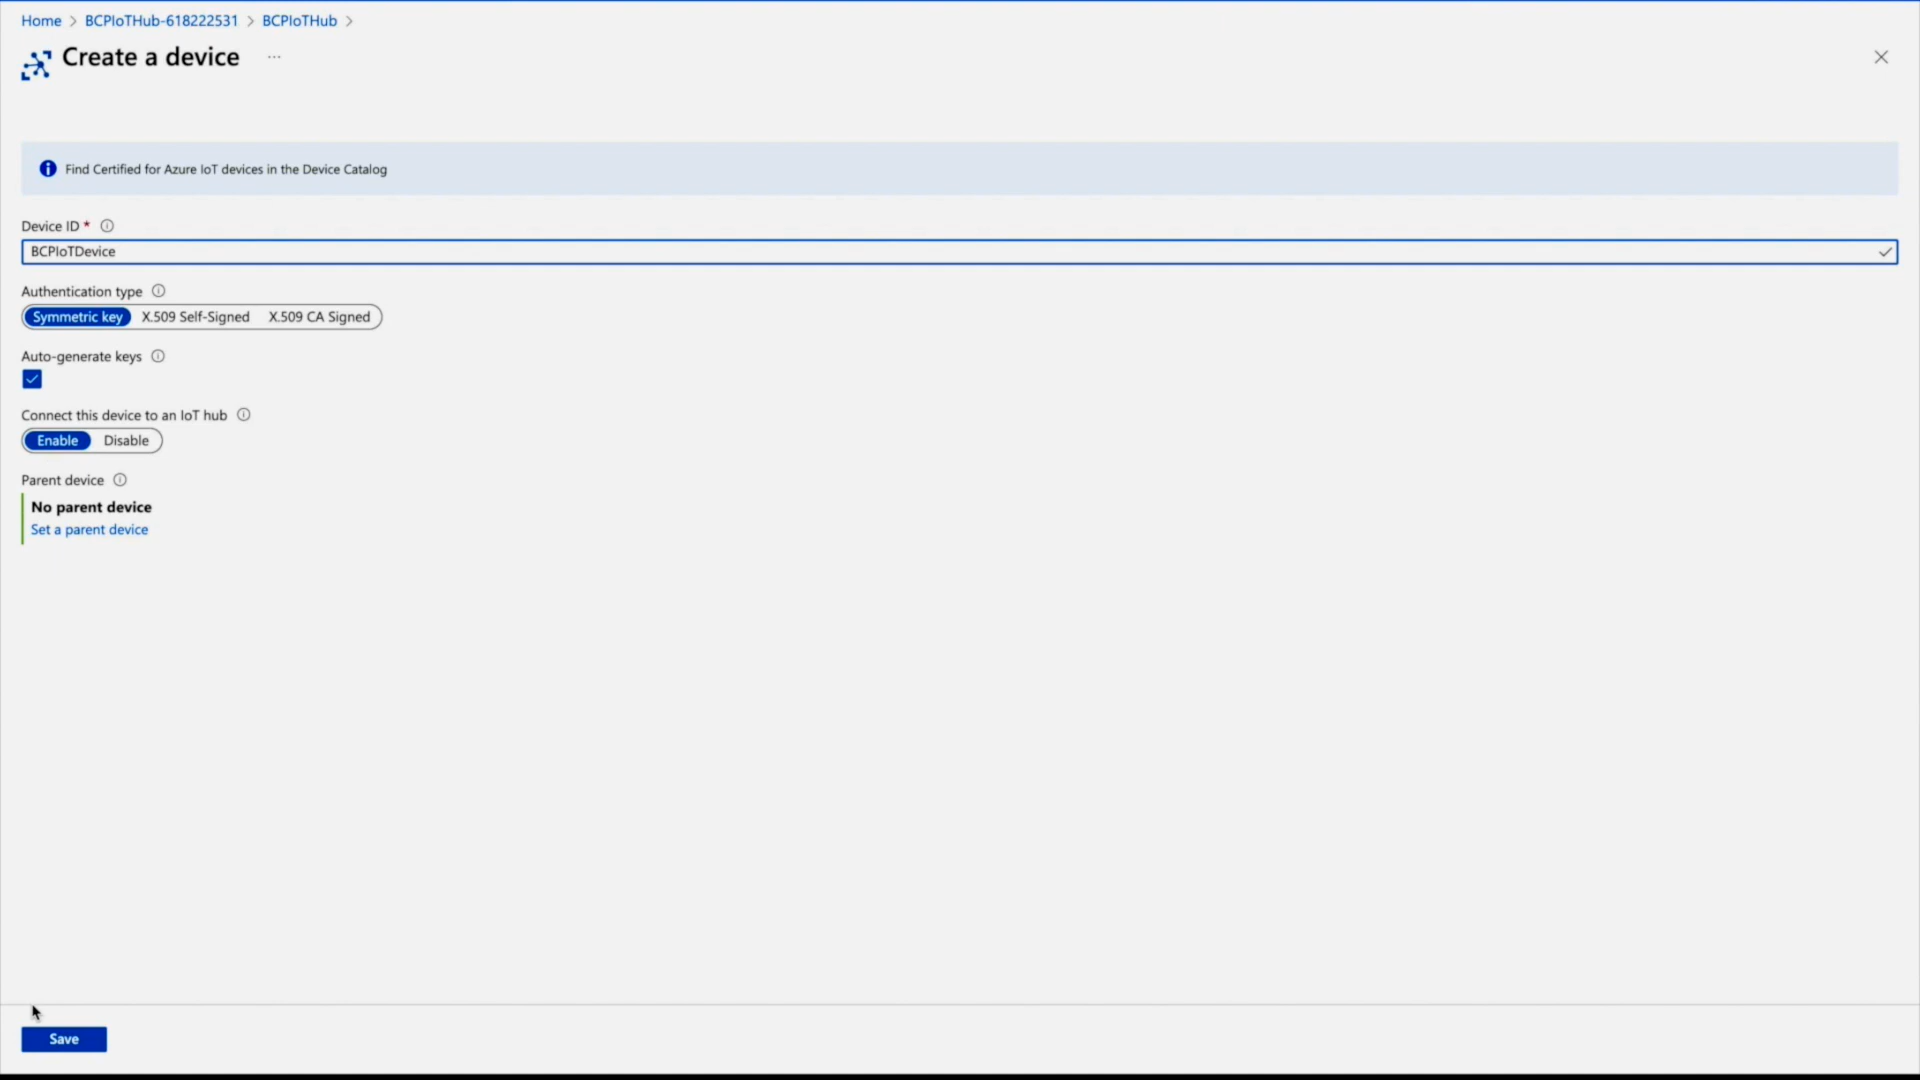 Home > BCPIoTHub-618222531 > BCPIoTHub >
Create a device ...
Find Certified for Azure IoT devices in the Device Catalog
Device ID *
BCPIoTDevice
Authentication type
Symmetric key X.509 Self-Signed X.509 CA Signed
Auto-generate keys
Connect this device to an IoT hub
Enable Disable
Parent device
No parent device
Set a parent device
Save